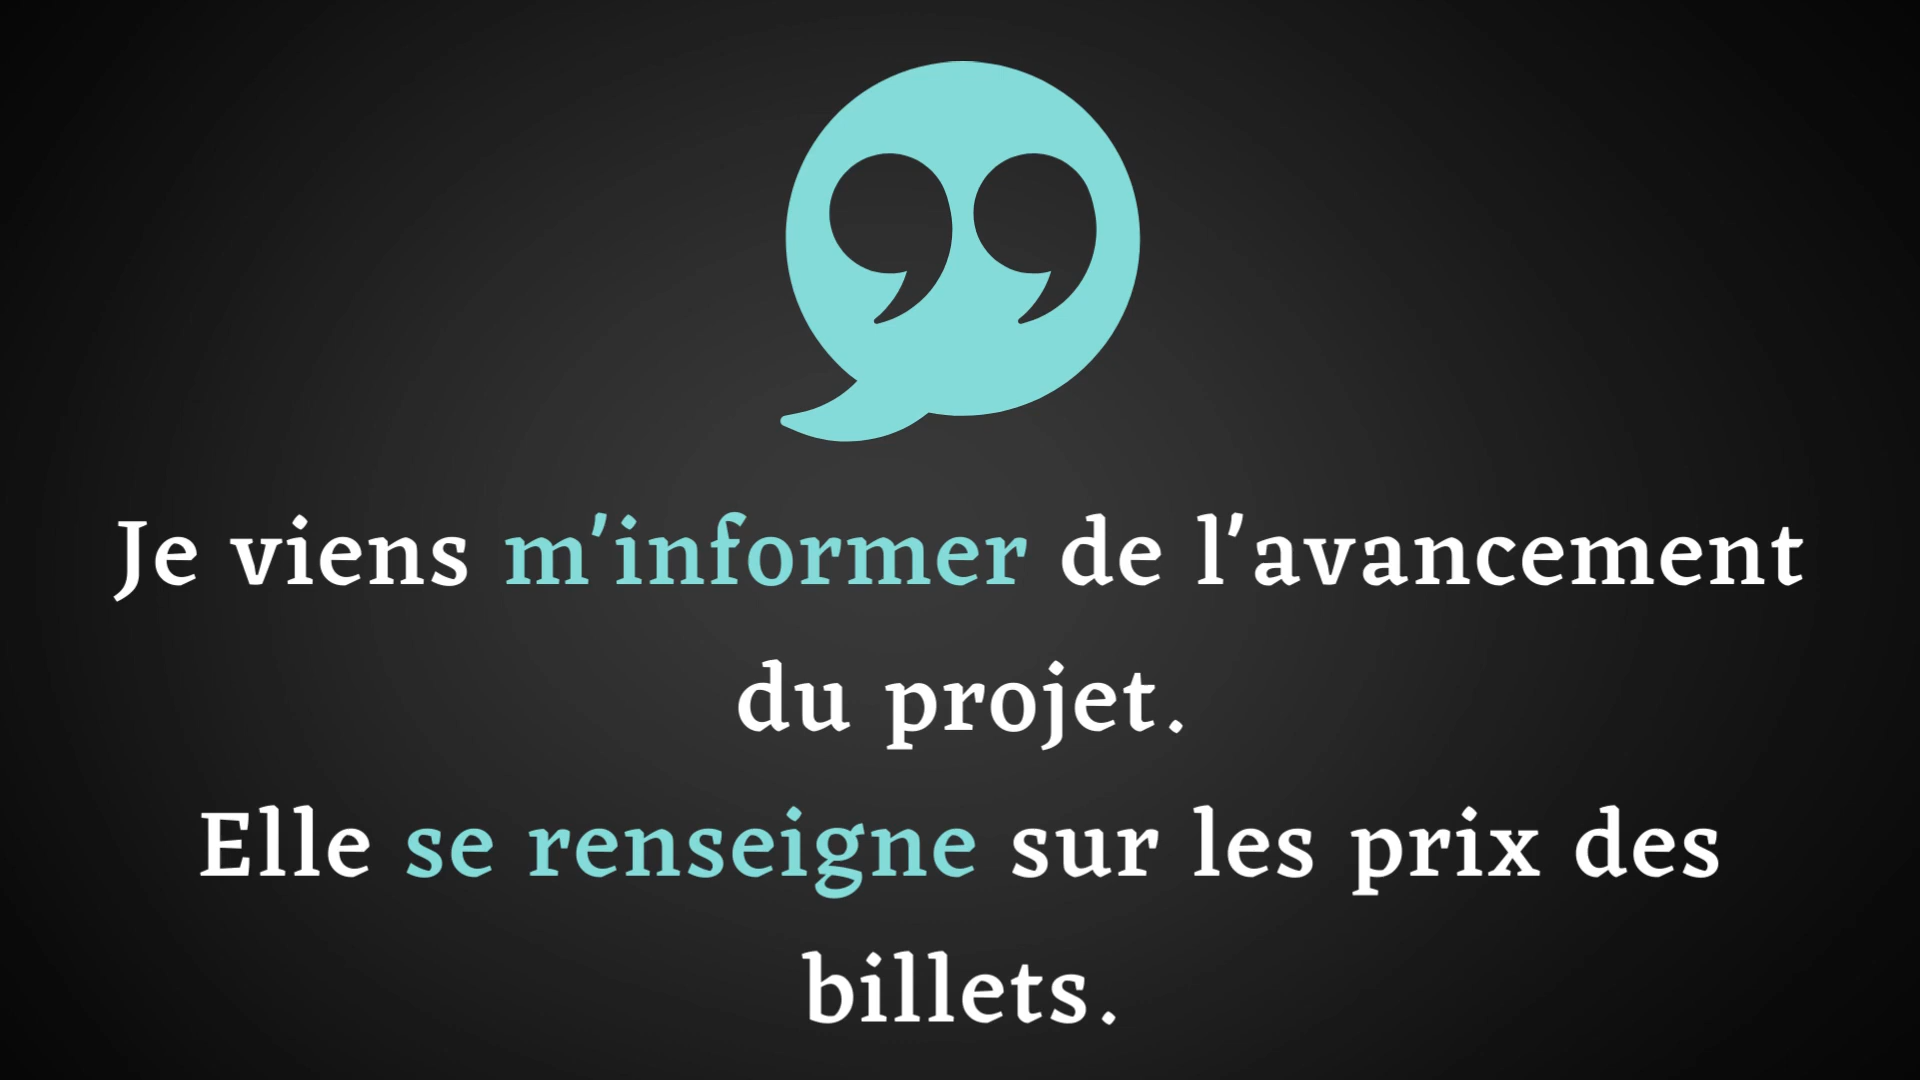 Je viens m'informer de l'avancement
du projet.
Elle se renseigne sur les prix des
billets.